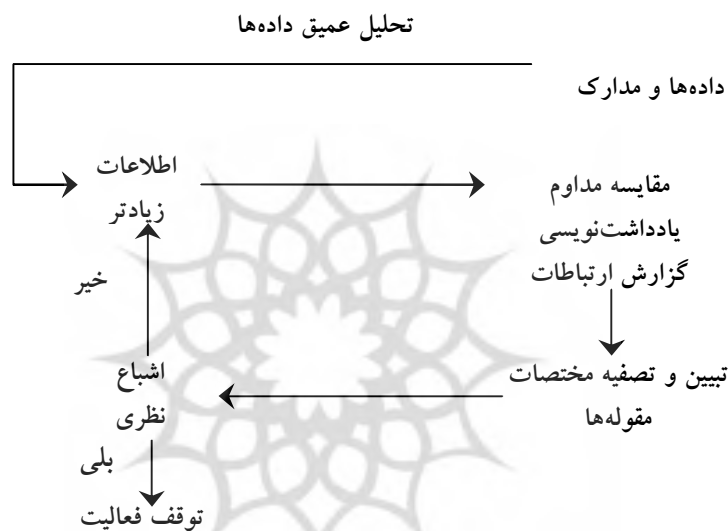 تحلیل عمیق داده‌ها
داده‌ها و مدارک
اطلاعات
زیادتر
مقایسه مداوم
یادداشت‌نویسی
گزارش ارتباطات
خیر
تبیین و تصفیه مختصات
مقوله‌ها
اشباع
نظری
بلی
توقف فعالیت